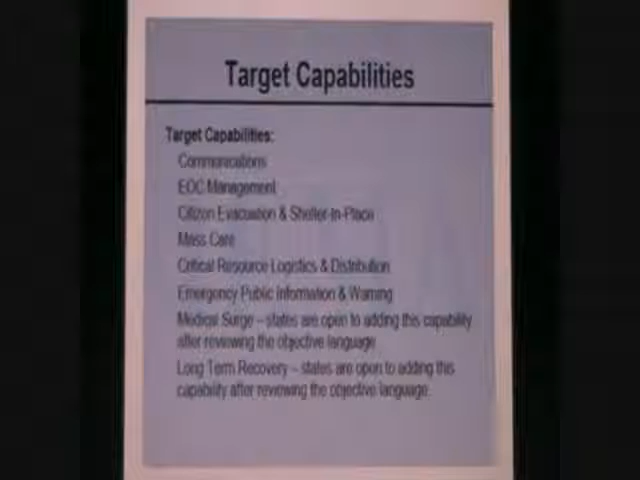 Target Capabilities
Target Capabilities:
Communications
EOC Management
Citizen Evacuation & Shelter-In-Place
Mass Care
Critical Resource Logistics & Distribution
Emergency Public Information & Warning
Medical Surge – states are open to adding this capability
after reviewing the objective language
Long Term Recovery – states are open to adding this
capability after reviewing the objective language.